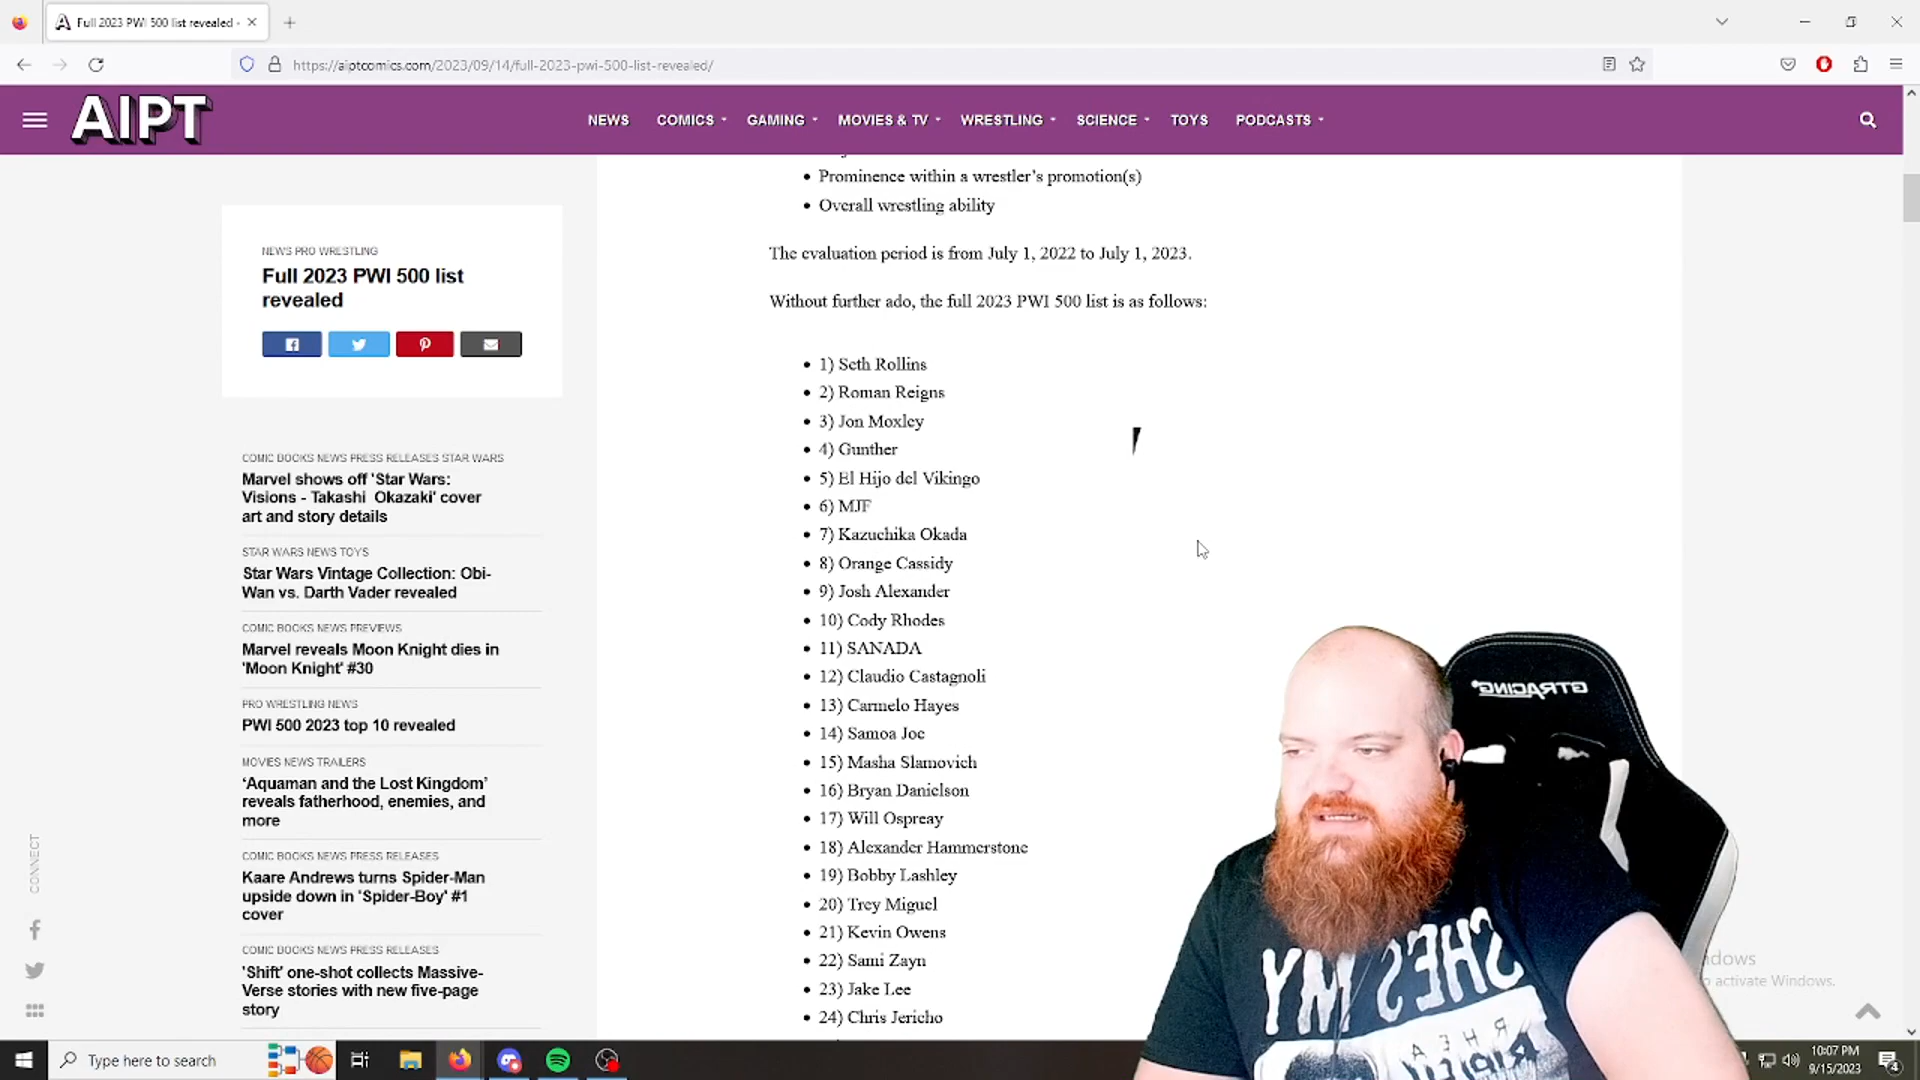 Full 2023 PWI 500 list revealed -
https://aiptcomics.com/2023/09/14/full-2023-pwi-500-list-revealed/
AIPT
NEWS COMICS GAMING MOVIES & TV WRESTLING SCIENCE TOYS PODCASTS
NEWS PRO WRESTLING
Full 2023 PWI 500 list
revealed
COMIC BOOKS NEWS PRESS RELEASES STAR WARS
Marvel shows off 'Star Wars:
Visions - Takashi Okazaki' cover
art and story details
STAR WARS NEWS TOYS
Star Wars Vintage Collection: Obi-
Wan vs. Darth Vader revealed
COMIC BOOKS NEWS PREVIEWS
Marvel reveals Moon Knight dies in
'Moon Knight' #30
PRO WRESTLING NEWS
PWI 500 2023 top 10 revealed
MOVIES NEWS TRAILERS
‘Aquaman and the Lost Kingdom’
reveals fatherhood, enemies, and
more
COMIC BOOKS NEWS PRESS RELEASES
Kaare Andrews turns Spider-Man
upside down in 'Spider-Boy' #1
cover
COMIC BOOKS NEWS PRESS RELEASES
'Shift' one-shot collects Massive-
Verse stories with new five-page
story
CONNECT
• Prominence within a wrestler’s promotion(s)
• Overall wrestling ability
The evaluation period is from July 1, 2022 to July 1, 2023.
Without further ado, the full 2023 PWI 500 list is as follows:
• 1) Seth Rollins
• 2) Roman Reigns
• 3) Jon Moxley
• 4) Gunther
• 5) El Hijo del Vikingo
• 6) MJF
• 7) Kazuchika Okada
• 8) Orange Cassidy
• 9) Josh Alexander
• 10) Cody Rhodes
• 11) SANADA
• 12) Claudio Castagnoli
• 13) Carmelo Hayes
• 14) Samoa Joe
• 15) Masha Slamovich
• 16) Bryan Danielson
• 17) Will Ospreay
• 18) Alexander Hammerstone
• 19) Bobby Lashley
• 20) Trey Miguel
• 21) Kevin Owens
• 22) Sami Zayn
• 23) Jake Lee
• 24) Chris Jericho
GTRACING
SHE'S MY
RHEA
RIPLEY
activate Windows.
Type here to search
10:07 PM
9/15/2023
4